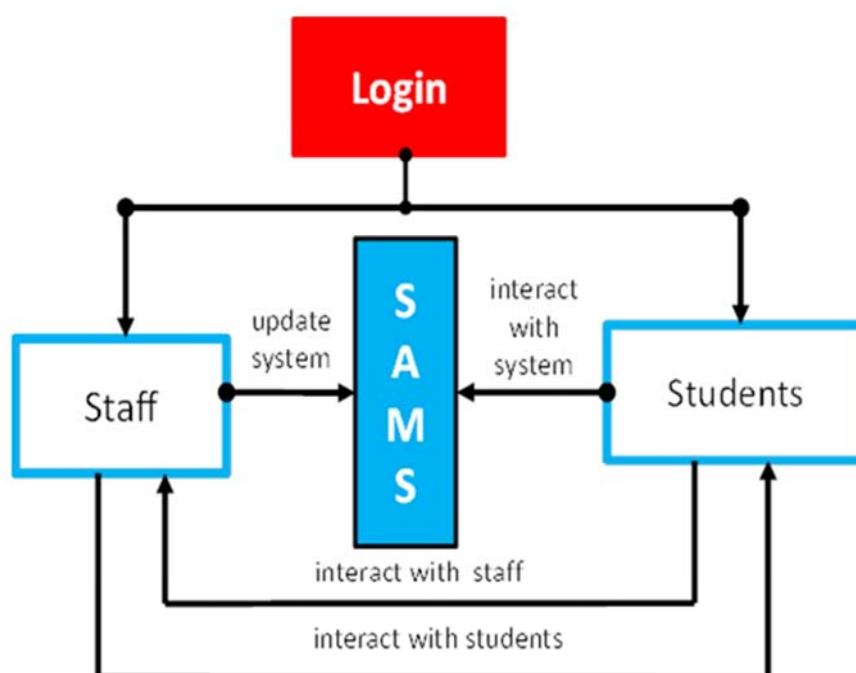 Login
update
system
S
A
M
S
interact
with
system
Staff
Students
interact with staff
interact with students